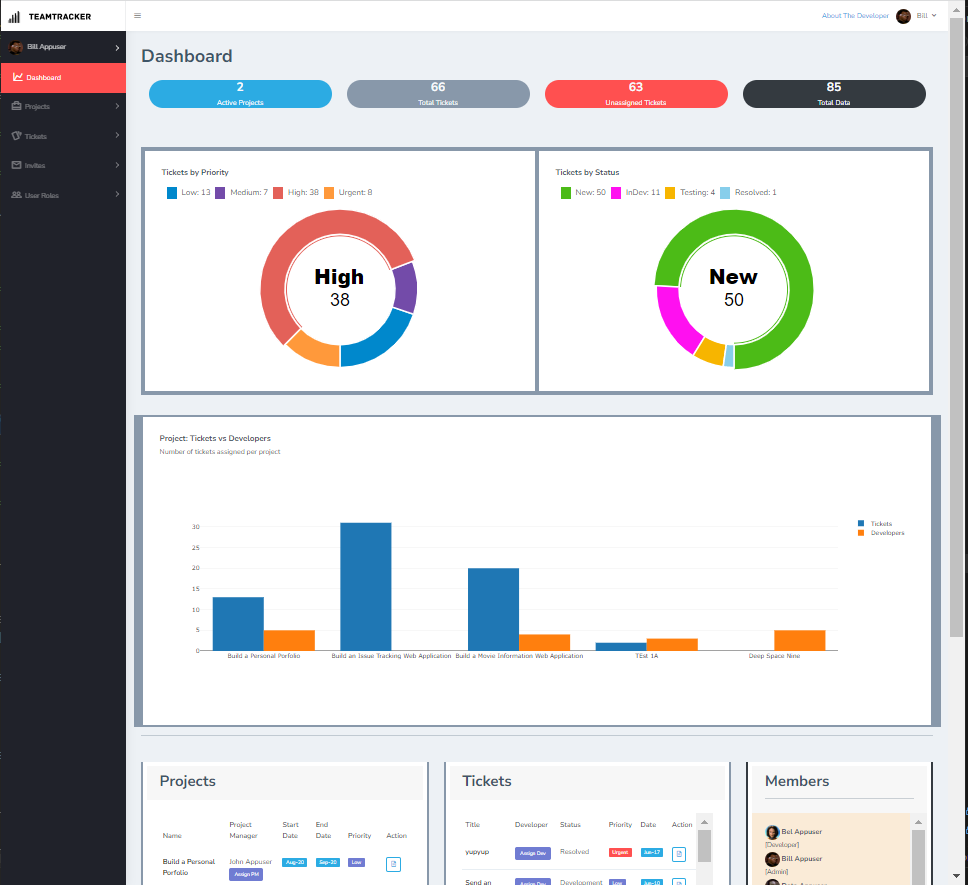 TEAMTRACKER
About The Developer
Bill
Bill Appuser
Dashboard
Projects
Tickets
Invites
User Roles
Dashboard
2
Active Projects
66
Total Tickets
63
Unassigned Tickets
85
Total Data
Tickets by Priority
Low: 13 Medium: 7 High: 38 Urgent: 8
High
38
Tickets by Status
New: 50 InDev: 11 Testing: 4 Resolved: 1
New
50
Project: Tickets vs Developers
Number of tickets assigned per project
30
25
20
15
10
5
0
Build a Personal Porfolio
Build an Issue Tracking Web Application
Build a Movie Information Web Application
TEst 1A
Deep Space Nine
Tickets
Developers
Projects
Name
Project Manager
Start Date
End Date
Priority
Action
Build a Personal Porfolio
John Appuser
Assign PM
Aug-20
Sep-20
Low
Tickets
Title
Developer
Status
Priority
Date
Action
yupyup
Assign Dev
Resolved
Urgent
Jun-17
Send an
Assign Dev
Development
Low
Members
Bel Appuser
[Developer]
Bill Appuser
[Admin]